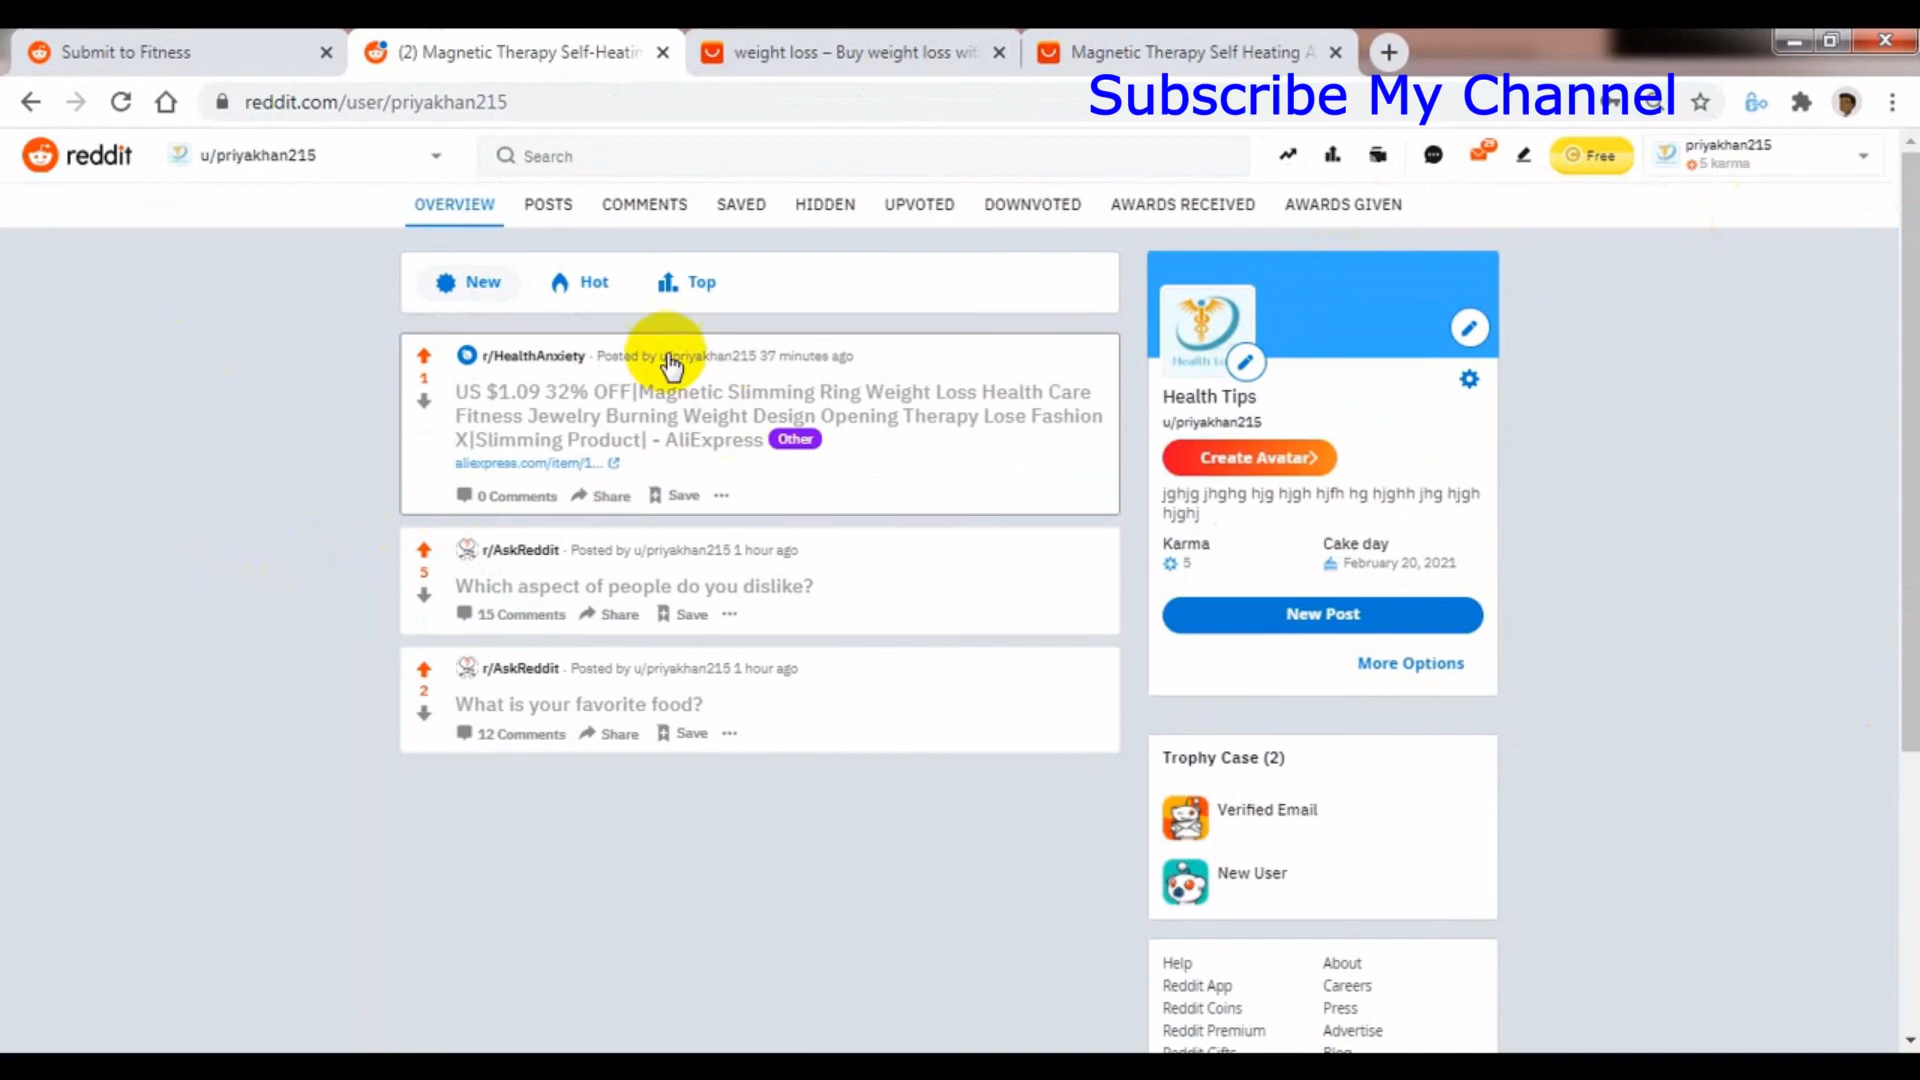 Submit to Fitness
(2) Magnetic Therapy Self-Heatin
weight loss – Buy weight loss wit
Magnetic Therapy Self Heating A
Subscribe My Channel
reddit.com/user/priyakhan215
reddit
u/priyakhan215
Search
25
Free
priyakhan215
5 karma
OVERVIEW
POSTS
COMMENTS
SAVED
HIDDEN
UPVOTED
DOWNVOTED
AWARDS RECEIVED
AWARDS GIVEN
New
Hot
Top
r/HealthAnxiety · Posted by u/priyakhan215 37 minutes ago
1
US $1.09 32% OFF|Magnetic Slimming Ring Weight Loss Health Care
Fitness Jewelry Burning Weight Design Opening Therapy Lose Fashion
X|Slimming Product| - AliExpress Other
aliexpress.com/item/1...
0 Comments Share Save
r/AskReddit · Posted by u/priyakhan215 1 hour ago
5
Which aspect of people do you dislike?
15 Comments Share Save
r/AskReddit · Posted by u/priyakhan215 1 hour ago
2
What is your favorite food?
12 Comments Share Save
Health
Health Tips
u/priyakhan215
Create Avatar
jghjg jhghg hjg hjgh hjfh hg hjghh jhg hjgh
hjghj
Karma
5
Cake day
February 20, 2021
New Post
More Options
Trophy Case (2)
Verified Email
New User
Help
About
Reddit App
Careers
Reddit Coins
Press
Reddit Premium
Advertise
Reddit Gifts
Blog